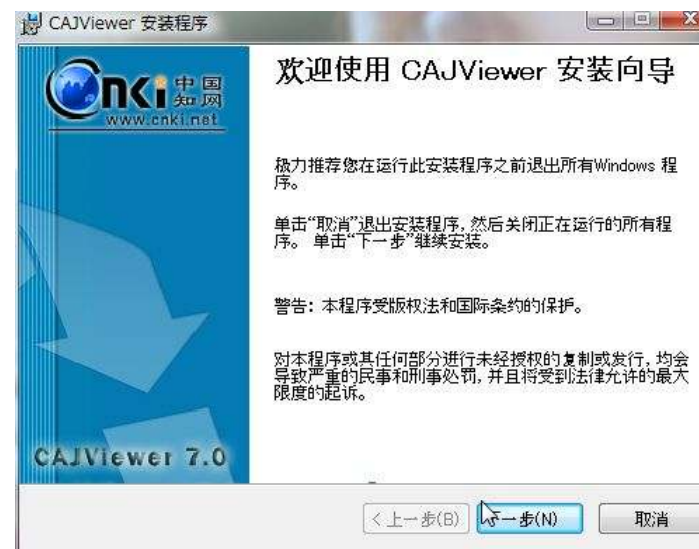 CAJViewer 安装程序
cnki 中国
知网
www.cnki.net
欢迎使用 CAJViewer 安装向导
极力推荐您在运行此安装程序之前退出所有Windows 程
序。
单击“取消”退出安装程序,然后关闭正在运行的所有程
序。 单击“下一步”继续安装。
警告: 本程序受版权法和国际条约的保护。
对本程序或其任何部分进行未经授权的复制或发行,均会
导致严重的民事和刑事处罚,并且将受到法律允许的最大
限度的起诉。
CAJViewer 7.0
< 上一步(B) 下一步(N) 取消